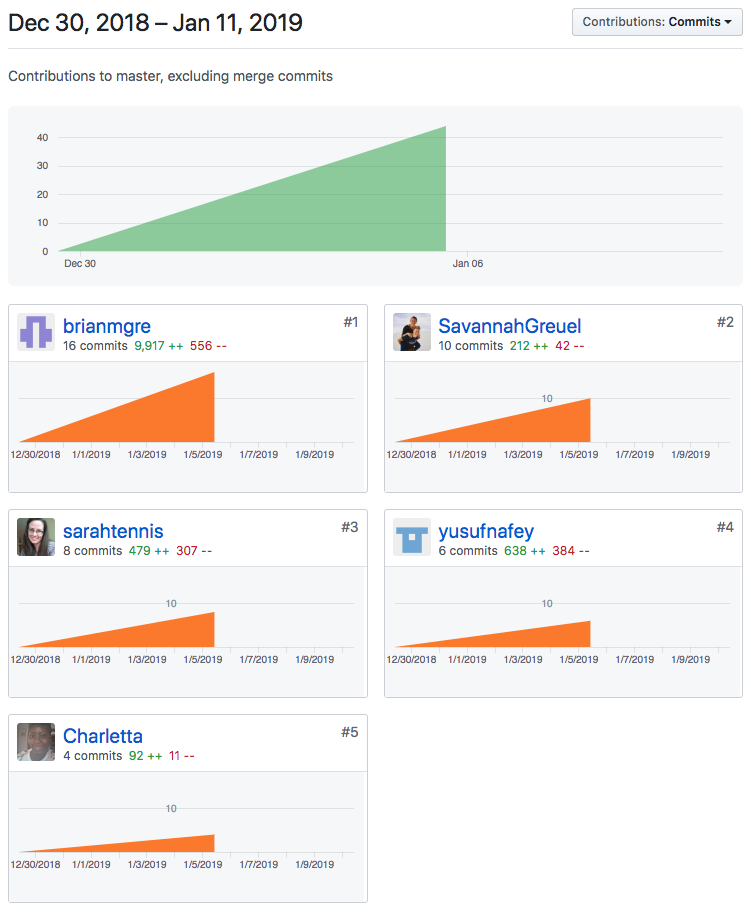 Dec 30, 2018 – Jan 11, 2019
Contributions: Commits
Contributions to master, excluding merge commits
40
30
20
10
0
Dec 30 Jan 06
brianmgre #1
16 commits 9,917 ++ 556 --
12/30/2018 1/1/2019 1/3/2019 1/5/2019 1/7/2019 1/9/2019
SavannahGreuel #2
10 commits 212 ++ 42 --
10
12/30/2018 1/1/2019 1/3/2019 1/5/2019 1/7/2019 1/9/2019
sarahtennis #3
8 commits 479 ++ 307 --
10
12/30/2018 1/1/2019 1/3/2019 1/5/2019 1/7/2019 1/9/2019
yusufnafey #4
6 commits 638 ++ 384 --
10
12/30/2018 1/1/2019 1/3/2019 1/5/2019 1/7/2019 1/9/2019
Charletta #5
4 commits 92 ++ 11 --
10
12/30/2018 1/1/2019 1/3/2019 1/5/2019 1/7/2019 1/9/2019